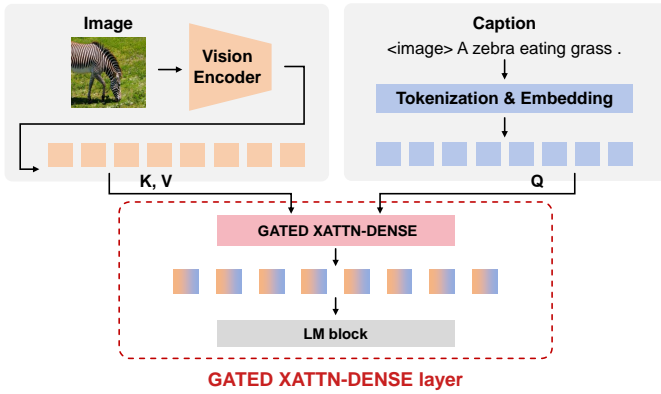 Image
Vision
Encoder
Caption
<image> A zebra eating grass .
Tokenization & Embedding
K, V
Q
GATED XATTN-DENSE
LM block
GATED XATTN-DENSE layer